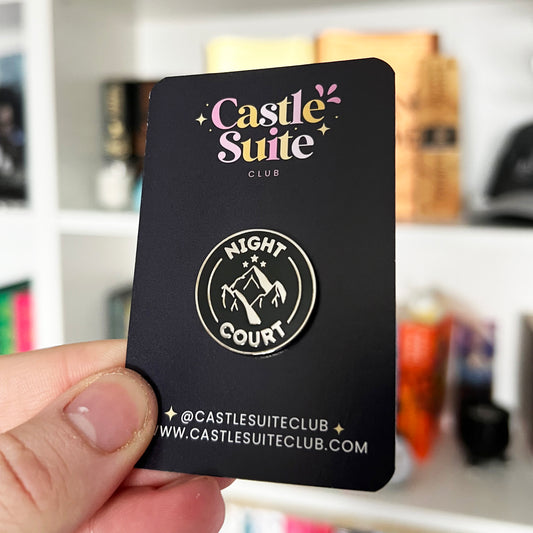 Castle
Suite
CLUB
NIGHT
COURT
@CASTLESUITECLUB
WWW.CASTLESUITECLUB.COM